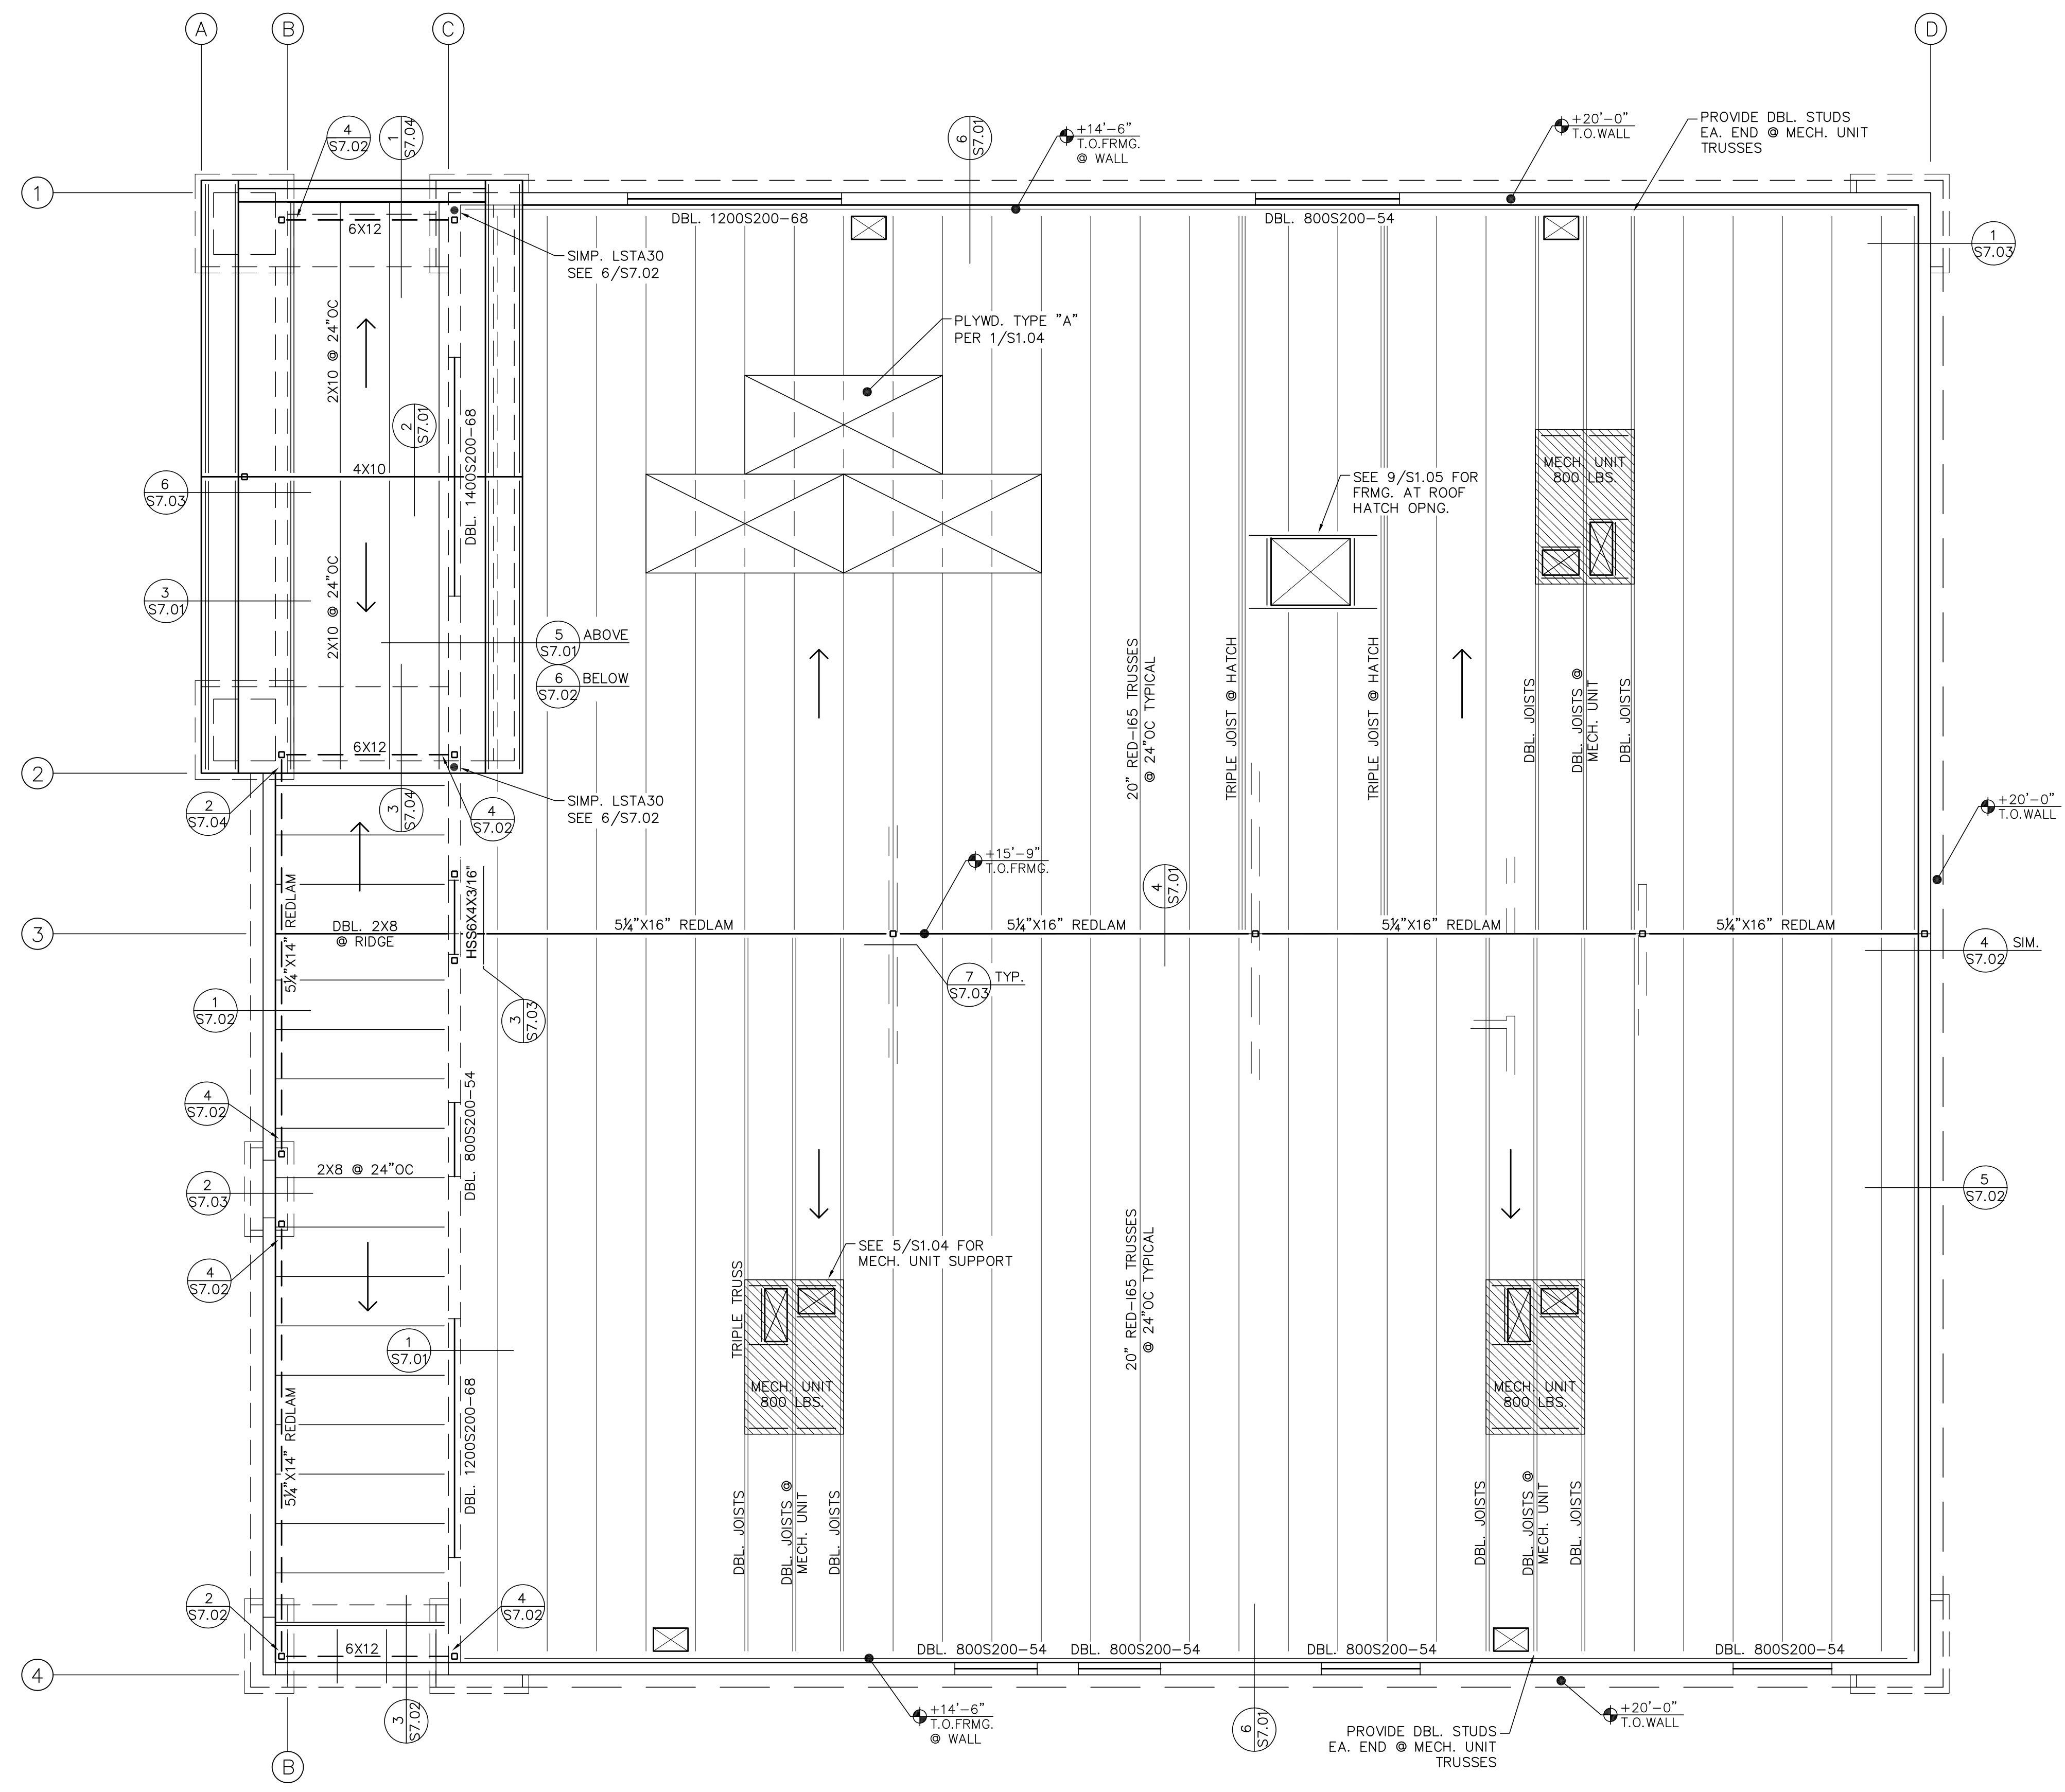 A
B
C
D
1
4
S7.02
1
S7.04
6
S7.01
+14'-6"
T.O.FRMG.
@ WALL
+20'-0"
T.O.WALL
PROVIDE DBL. STUDS
EA. END @ MECH. UNIT
TRUSSES
6X12
DBL. 1200S200-68
DBL. 800S200-54
1
S7.03
SIMP. LSTA30
SEE 6/S7.02
2X10 @ 24"OC
PLYWD. TYPE "A"
PER 1/S1.04
2
S7.01
DBL. 1400S200-68
4X10
6
S7.03
SEE 9/S1.05 FOR
FRMG. AT ROOF
HATCH OPNG.
MECH. UNIT
800 LBS.
3
S7.01
2X10 @ 24"OC
5
S7.01
ABOVE
6
S7.02
BELOW
20" RED-I65 TRUSSES
@ 24"OC TYPICAL
TRIPLE JOIST @ HATCH
TRIPLE JOIST @ HATCH
DBL. JOISTS
DBL. JOISTS @
MECH. UNIT
DBL. JOISTS
6X12
2
2
S7.04
3
S7.04
4
S7.02
SIMP. LSTA30
SEE 6/S7.02
+20'-0"
T.O.WALL
+15'-9"
T.O.FRMG.
4
S7.01
3
5¼"X14" REDLAM
DBL. 2X8
@ RIDGE
HSS6X4X3/16"
5¼"X16" REDLAM
5¼"X16" REDLAM
5¼"X16" REDLAM
5¼"X16" REDLAM
4
S7.02
SIM.
7
S7.03
TYP.
1
S7.02
3
S7.03
4
S7.02
DBL. 800S200-54
2X8 @ 24"OC
2
S7.03
5
S7.02
4
S7.02
SEE 5/S1.04 FOR
MECH. UNIT SUPPORT
TRIPLE TRUSS
20" RED-I65 TRUSSES
@ 24"OC TYPICAL
1
S7.01
MECH. UNIT
800 LBS.
MECH. UNIT
800 LBS.
5¼"X14" REDLAM
DBL. 1200S200-68
DBL. JOISTS
DBL. JOISTS @
MECH. UNIT
DBL. JOISTS
DBL. JOISTS
DBL. JOISTS @
MECH. UNIT
DBL. JOISTS
2
S7.02
4
S7.02
6X12
DBL. 800S200-54
DBL. 800S200-54
DBL. 800S200-54
DBL. 800S200-54
4
3
S7.02
+14'-6"
T.O.FRMG.
@ WALL
6
S7.01
+20'-0"
T.O.WALL
PROVIDE DBL. STUDS
EA. END @ MECH. UNIT
TRUSSES
B